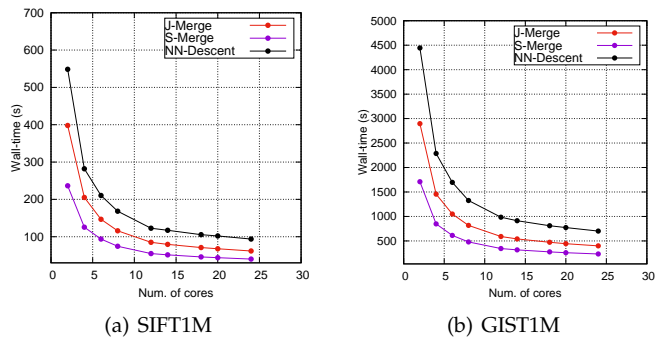 700
600
500
400
300
200
100
Wall-time (s)
J-Merge
S-Merge
NN-Descent
0 5 10 15 20 25 30
Num. of cores
(a) SIFT1M
5000
4500
4000
3500
3000
2500
2000
1500
1000
500
Wall-time (s)
J-Merge
S-Merge
NN-Descent
0 5 10 15 20 25 30
Num. of cores
(b) GIST1M